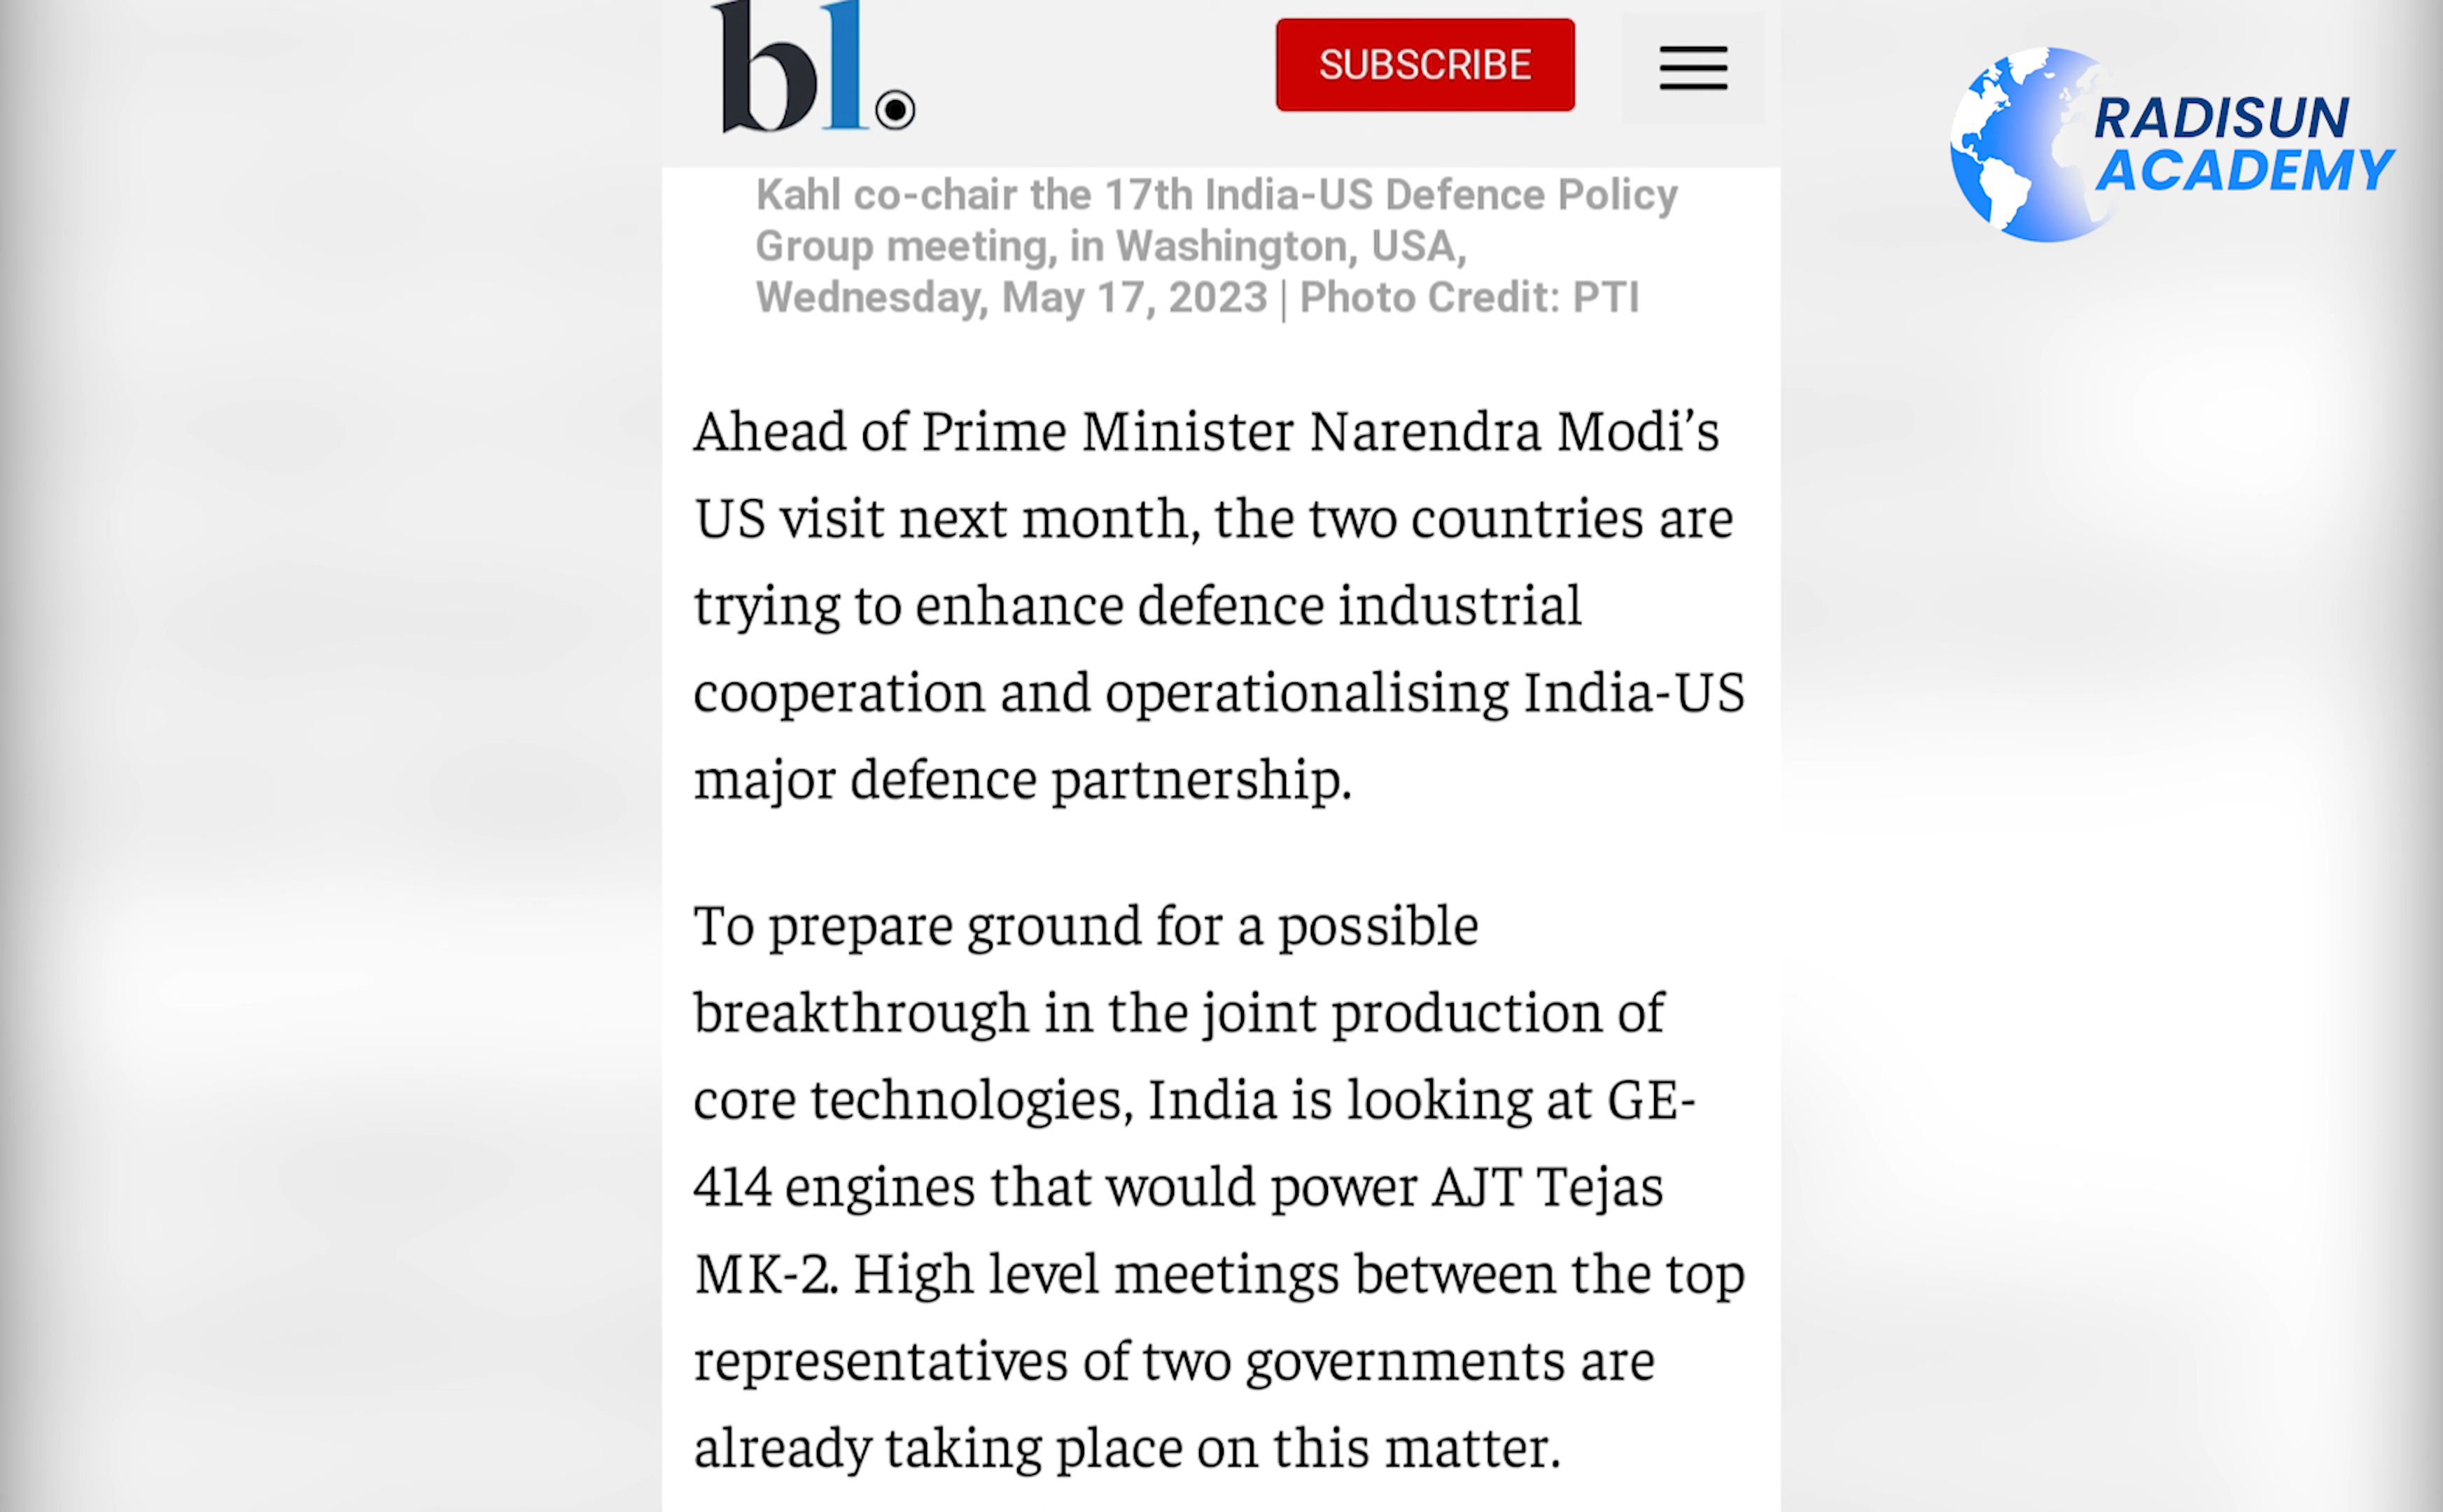 bl.
SUBSCRIBE
RADISUN
ACADEMY
Kahl co-chair the 17th India-US Defence Policy
Group meeting, in Washington, USA,
Wednesday, May 17, 2023 | Photo Credit: PTI
Ahead of Prime Minister Narendra Modi’s
US visit next month, the two countries are
trying to enhance defence industrial
cooperation and operationalising India-US
major defence partnership.
To prepare ground for a possible
breakthrough in the joint production of
core technologies, India is looking at GE-
414 engines that would power AJT Tejas
MK-2. High level meetings between the top
representatives of two governments are
already taking place on this matter.